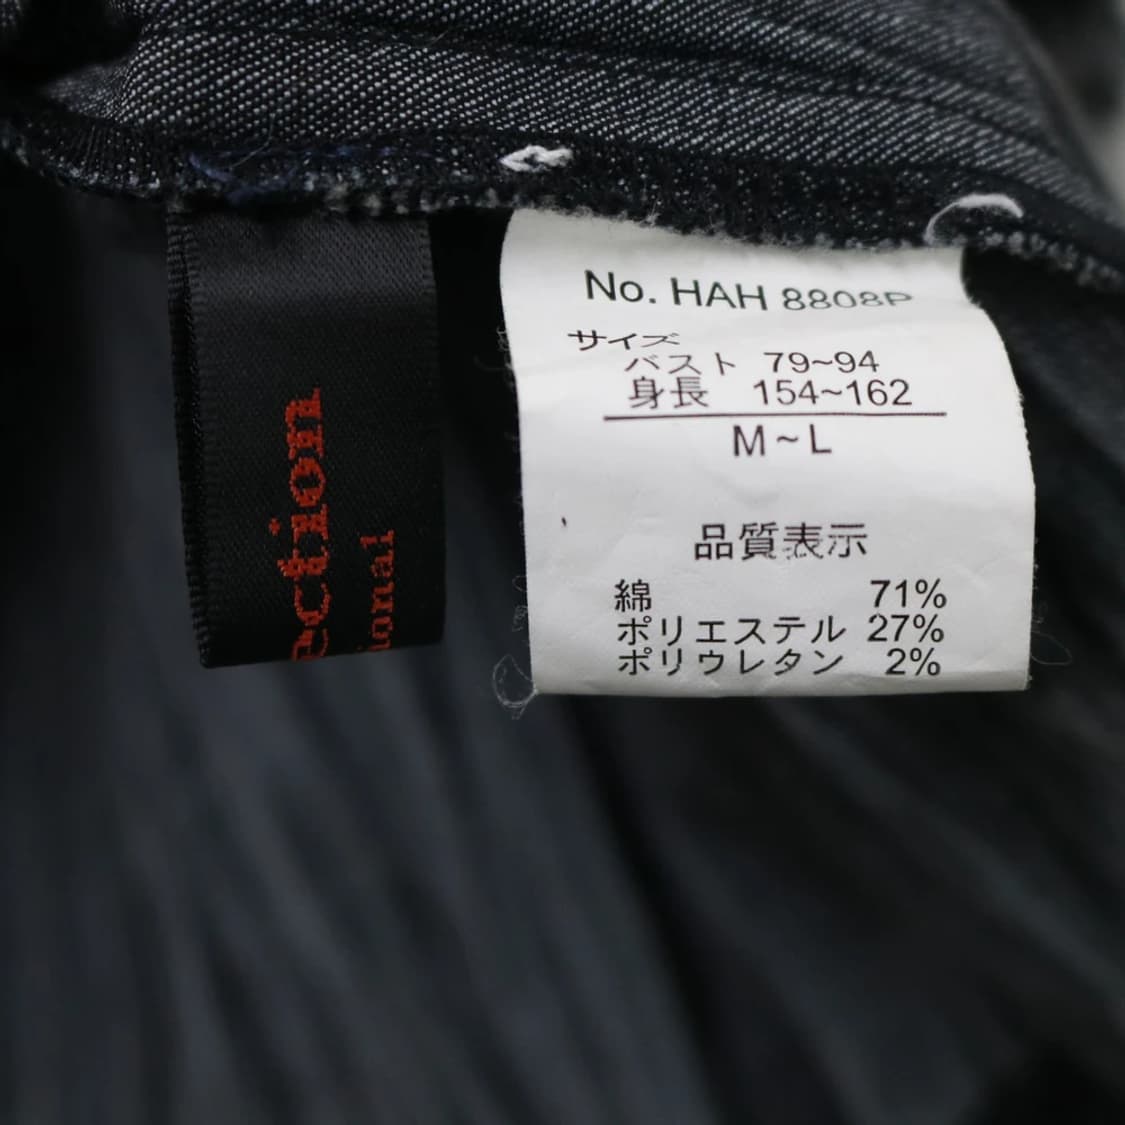 ection
ional
No. HAH 8808P
サイズ
バスト 79~94
身長 154~162
M~L
品質表示
綿 71%
ポリエステル 27%
ポリウレタン 2%